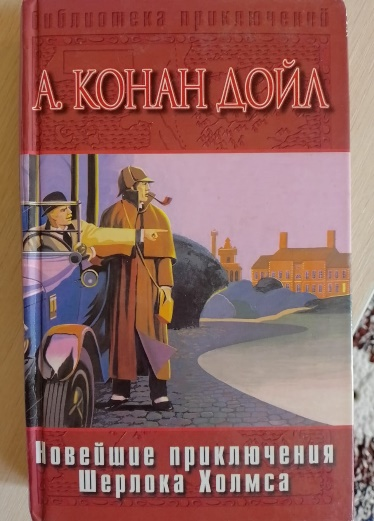 Библиотека приключений
А. КОНАН ДОЙЛ
Новейшие приключения
Шерлока Холмса